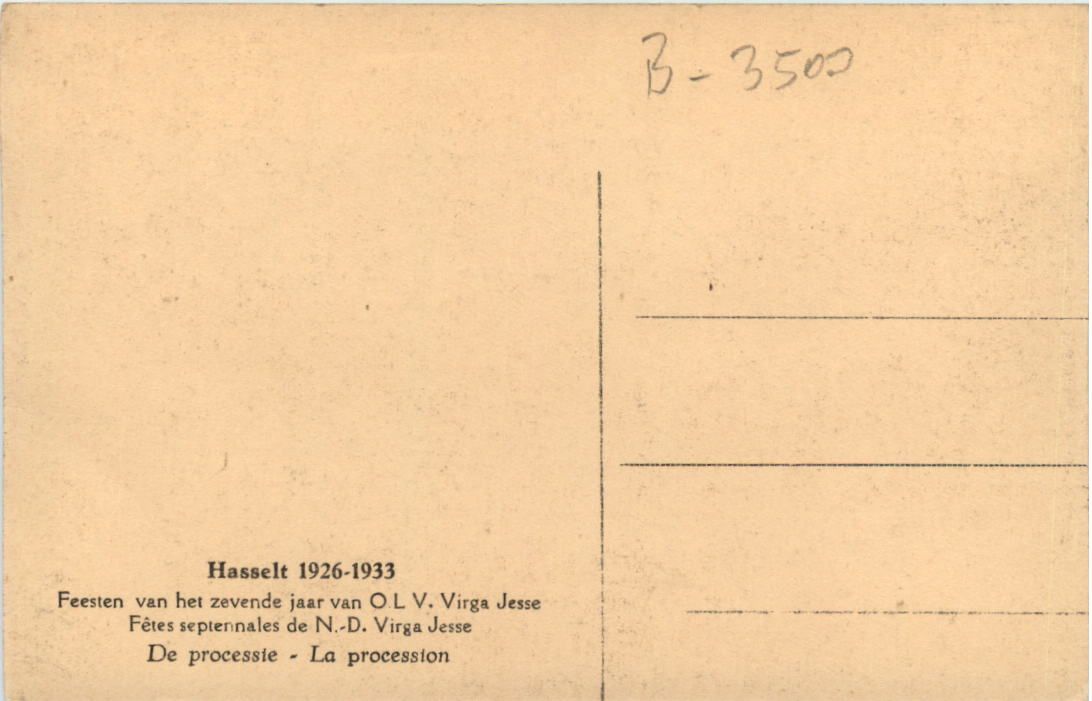 B - 3500
Hasselt 1926-1933
Feesten van het zevende jaar van O.L V. Virga Jesse
Fêtes septennales de N.-D. Virga Jesse
De processie - La procession